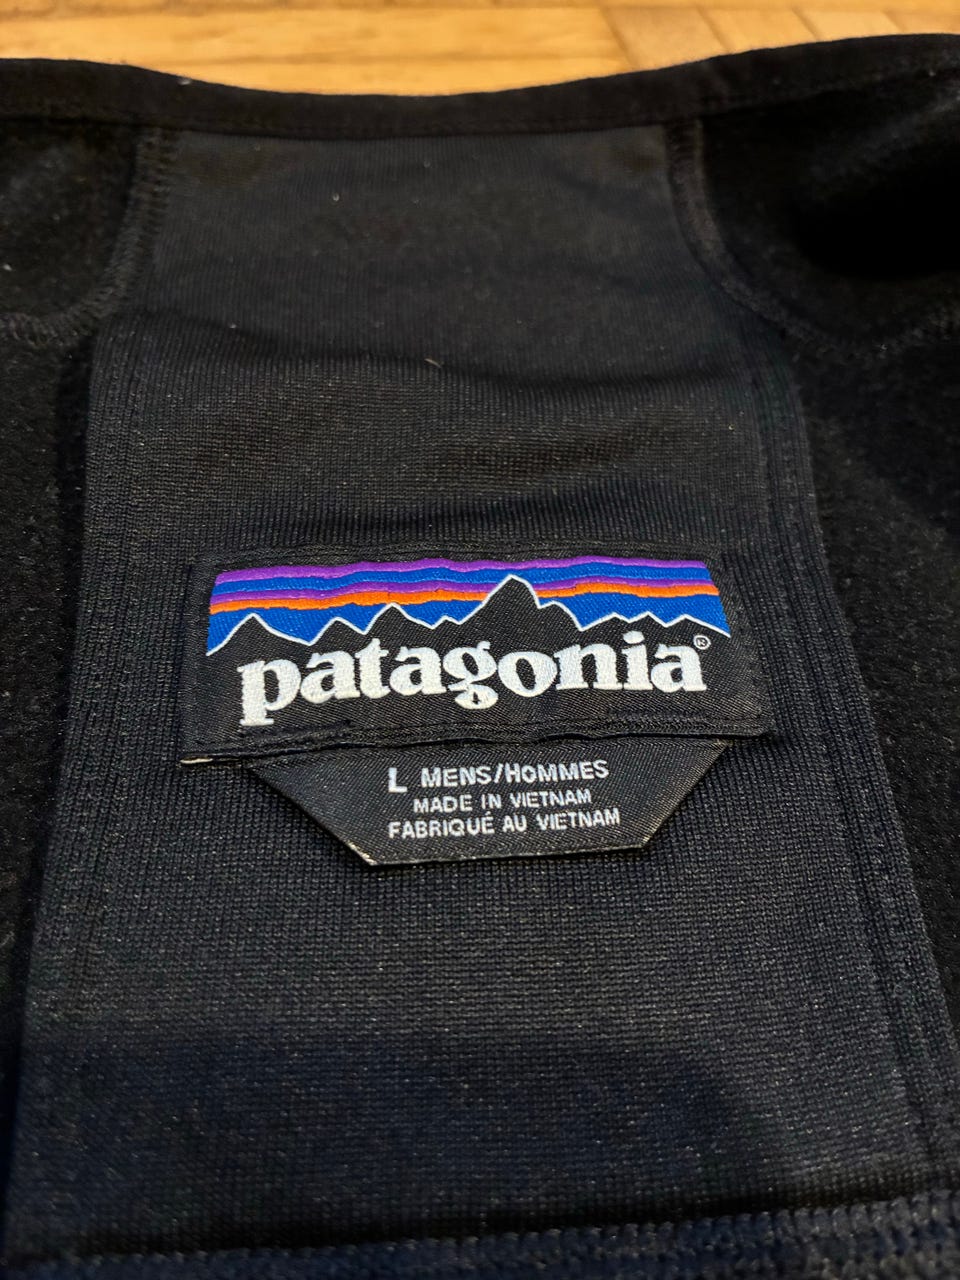 patagonia®
L MENS/HOMMES
MADE IN VIETNAM
FABRIQUÉ AU VIETNAM